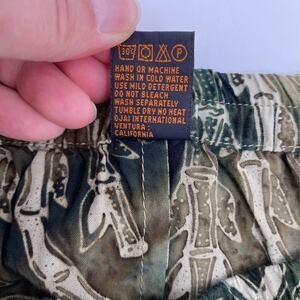 30°
P
HAND OR MACHINE
WASH IN COLD WATER
USE MILD DETERGENT
DO NOT BLEACH
WASH SEPARATELY
TUMBLE DRY NO HEAT
OJAI INTERNATIONAL
VENTURA :
CALIFORNIA